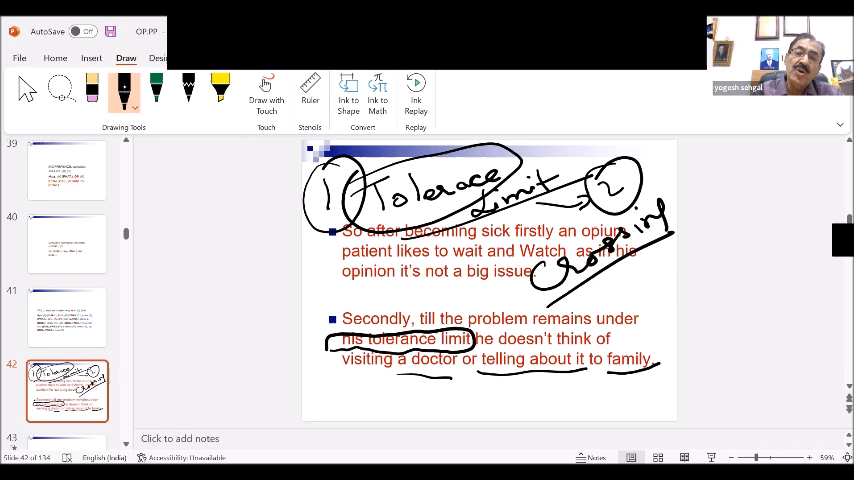 AutoSave Off OP.PP
File Home Insert Draw Desi
yogesh sehgal
Draw with Touch
Ruler
Ink to Shape
Ink to Math
Ink Replay
Drawing Tools
Touch
Stencils
Convert
Replay
39
40
41
42
43
1 Tolerace Limit → 2
Crossing
So after becoming sick firstly an opium
patient likes to wait and Watch as in his
opinion it's not a big issue.
Secondly, till the problem remains under
his tolerance limit he doesn't think of
visiting a doctor or telling about it to family.
Click to add notes
Slide 42 of 134 English (India) Accessibility: Unavailable Notes 59%